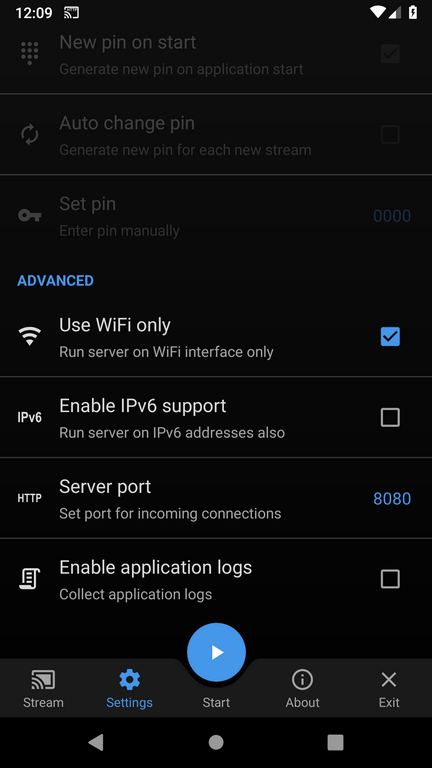 12:09
New pin on start
Generate new pin on application start
Auto change pin
Generate new pin for each new stream
Set pin
0000
Enter pin manually
ADVANCED
Use WiFi only
Run server on WiFi interface only
IPv6
Enable IPv6 support
Run server on IPv6 addresses also
HTTP
Server port
8080
Set port for incoming connections
Enable application logs
Collect application logs
Stream
Settings
Start
About
Exit